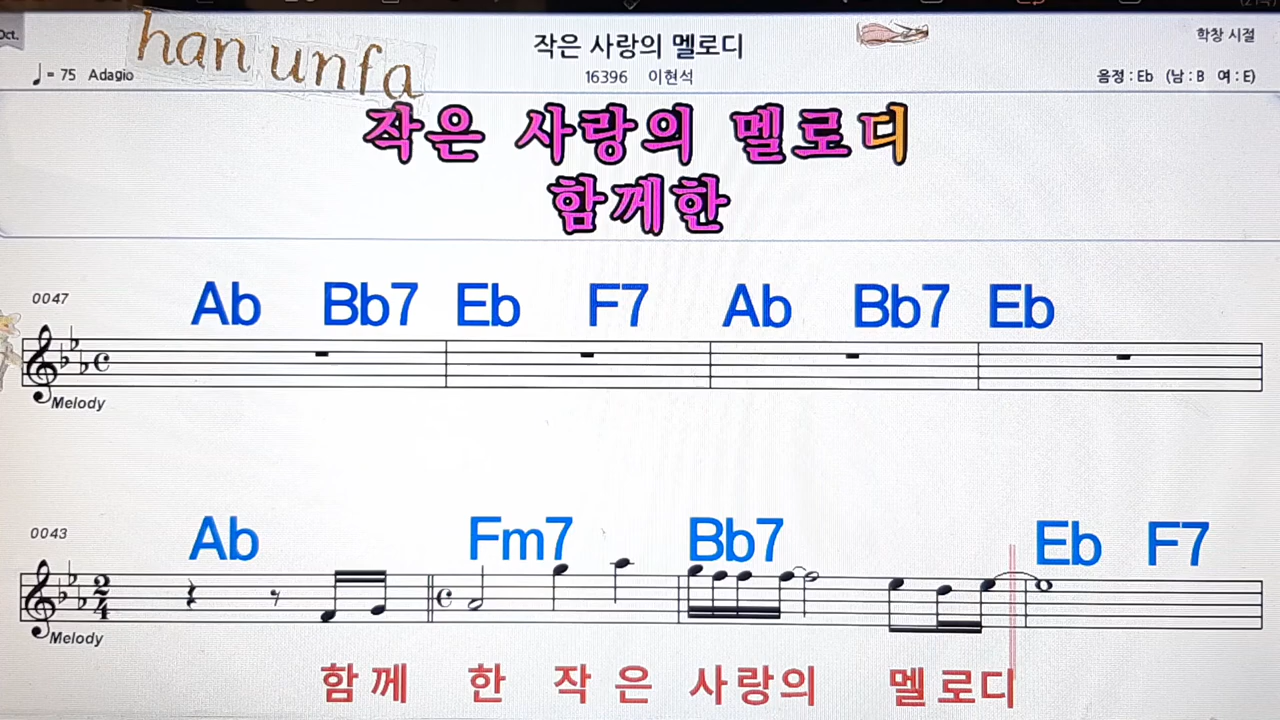 Oct.
han unfa
작은 사랑의 멜로디
학창 시절
♩= 75 Adagio
16396 이현석
음정 : Eb (남 : B 여 : E)
작은 사랑의 멜로디
함께한
0047
Ab Bb7 Eb F7 Ab Bb7 Eb
Melody
0043
Ab Fm7 Bb7 Eb F7
2
4
Melody
함 께 한 작 은 사 랑의 멜 로디